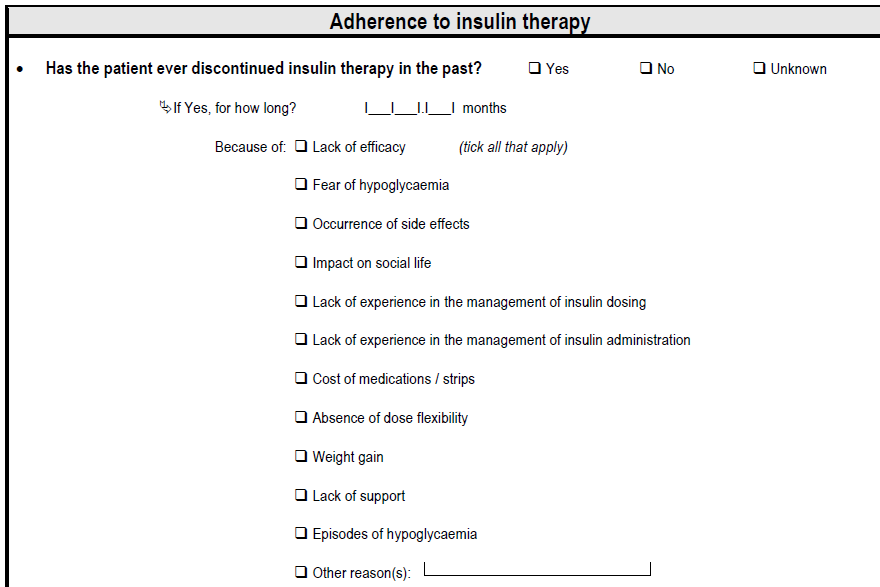 Adherence to insulin therapy
• Has the patient ever discontinued insulin therapy in the past? ❑ Yes ❑ No ❑ Unknown
If Yes, for how long? I___I___I.I___I months
Because of: ❑ Lack of efficacy (tick all that apply)
❑ Fear of hypoglycaemia
❑ Occurrence of side effects
❑ Impact on social life
❑ Lack of experience in the management of insulin dosing
❑ Lack of experience in the management of insulin administration
❑ Cost of medications / strips
❑ Absence of dose flexibility
❑ Weight gain
❑ Lack of support
❑ Episodes of hypoglycaemia
❑ Other reason(s):